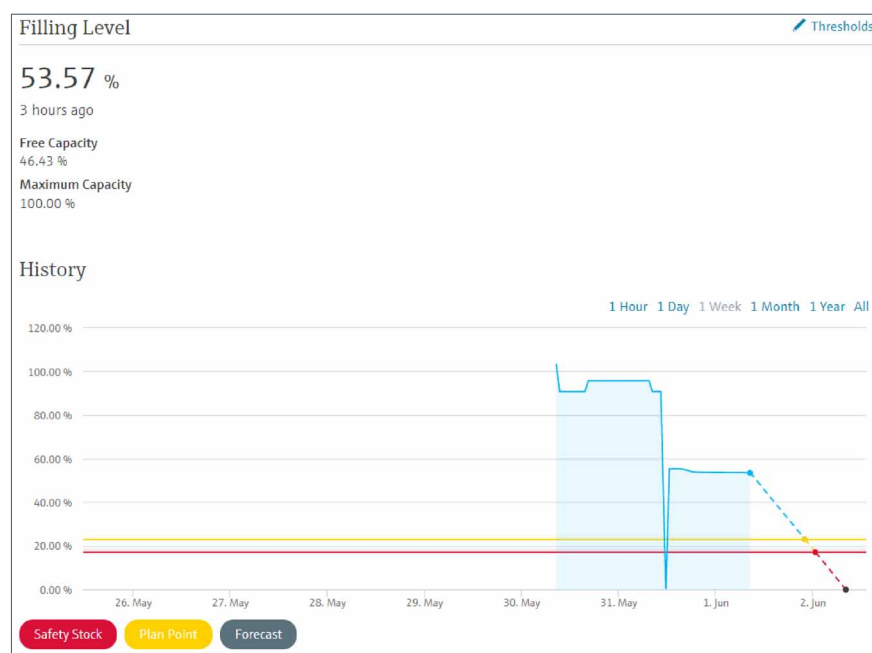 Filling Level
Thresholds
53.57 %
3 hours ago
Free Capacity
46.43 %
Maximum Capacity
100.00 %
History
1 Hour 1 Day 1 Week 1 Month 1 Year All
120.00 %
100.00 %
80.00 %
60.00 %
40.00 %
20.00 %
0.00 %
26. May 27. May 28. May 29. May 30. May 31. May 1. Jun 2. Jun
Safety Stock Plan Point Forecast